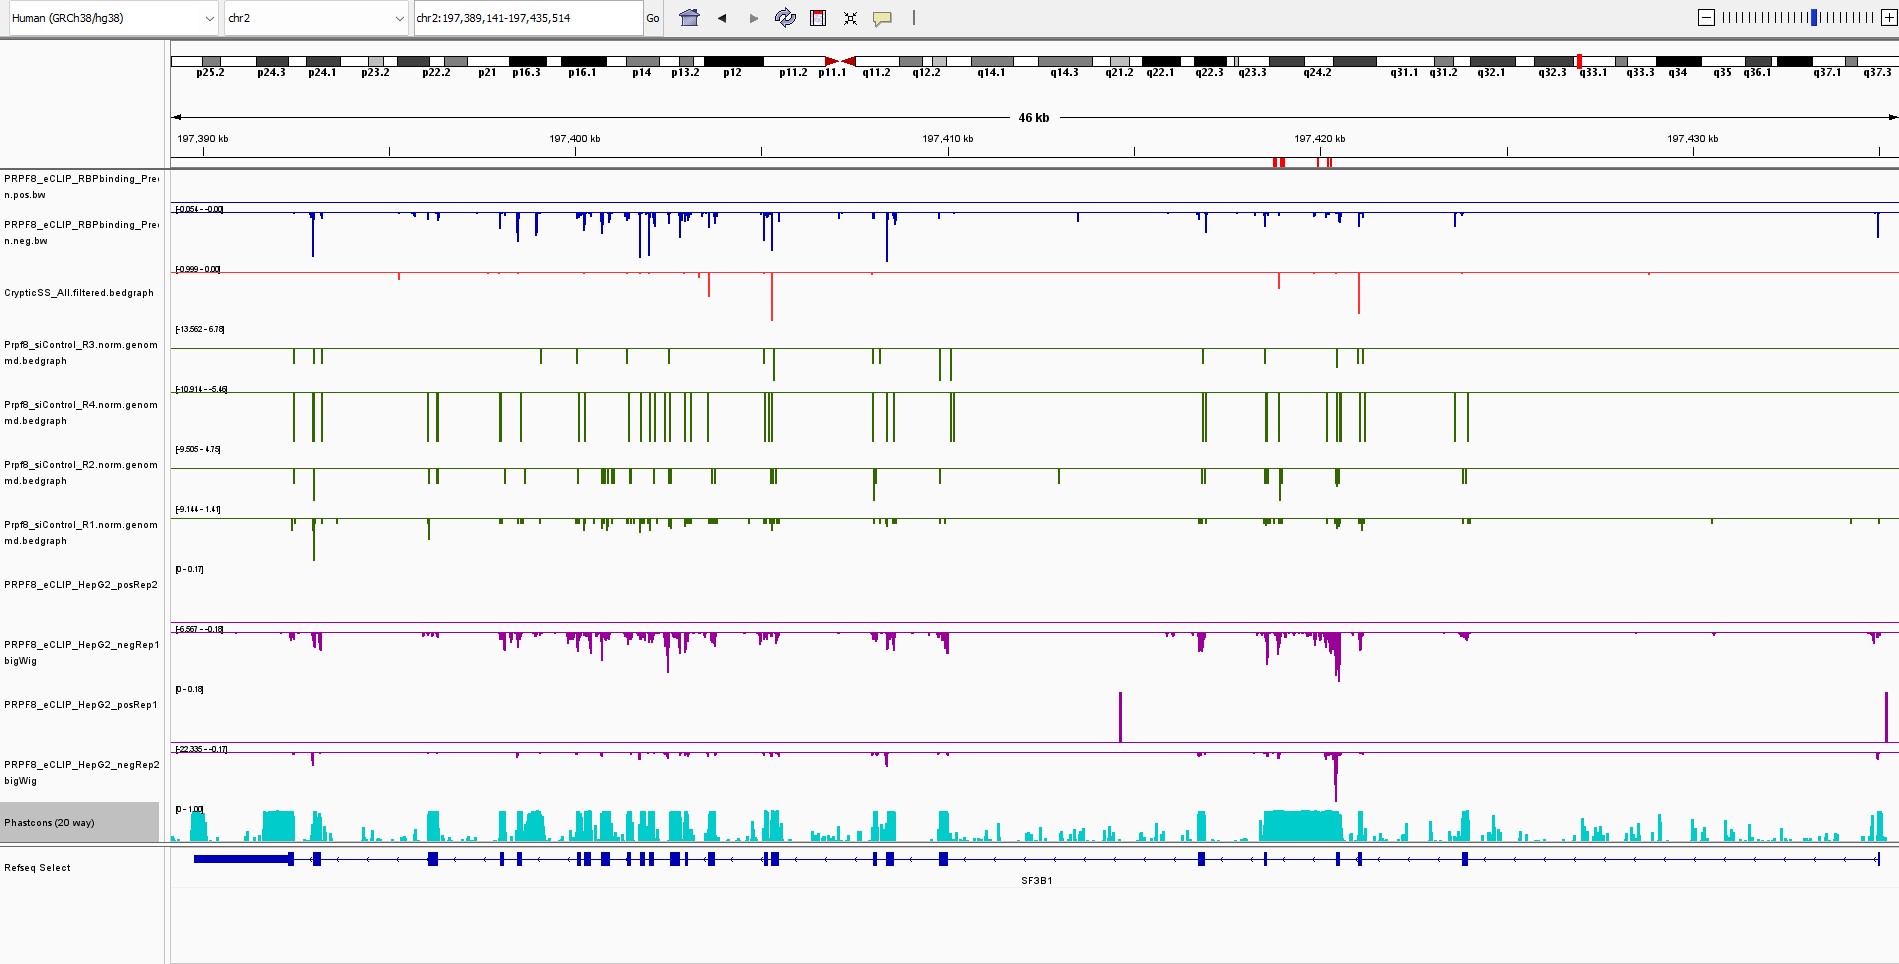 Human (GRCh38/hg38) chr2 chr2:197,389,141-197,435,514 Go
p25.2 p24.3 p24.1 p23.2 p22.2 p21 p16.3 p16.1 p14 p13.2 p12 p11.2 p11.1 q11.2 q12.2 q14.1 q14.3 q21.2 q22.1 q22.3 q23.3 q24.2 q31.1 q31.2 q32.1 q32.3 q33.1 q33.3 q34 q35 q36.1 q37.1 q37.3
46 kb
197,390 kb 197,400 kb 197,410 kb 197,420 kb 197,430 kb
PRPF8_eCLIP_RBPbinding_Pre
n.pos.bw
[-0.054 - -0.00]
PRPF8_eCLIP_RBPbinding_Pre
n.neg.bw
[-0.999 - 0.00]
CrypticSS_All.filtered.bedgraph
[-13.562 - 6.78]
Prpf8_siControl_R3.norm.genom
md.bedgraph
[-10.914 - -5.46]
Prpf8_siControl_R4.norm.genom
md.bedgraph
[-9.505 - 4.75]
Prpf8_siControl_R2.norm.genom
md.bedgraph
[-9.144 - 1.41]
Prpf8_siControl_R1.norm.genom
md.bedgraph
[0 - 0.17]
PRPF8_eCLIP_HepG2_posRep2
[-6.567 - -0.18]
PRPF8_eCLIP_HepG2_negRep1
bigWig
[0 - 0.18]
PRPF8_eCLIP_HepG2_posRep1
[-22.335 - -0.17]
PRPF8_eCLIP_HepG2_negRep2
bigWig
[0 - 1.00]
Phastcons (20 way)
Refseq Select
SF3B1